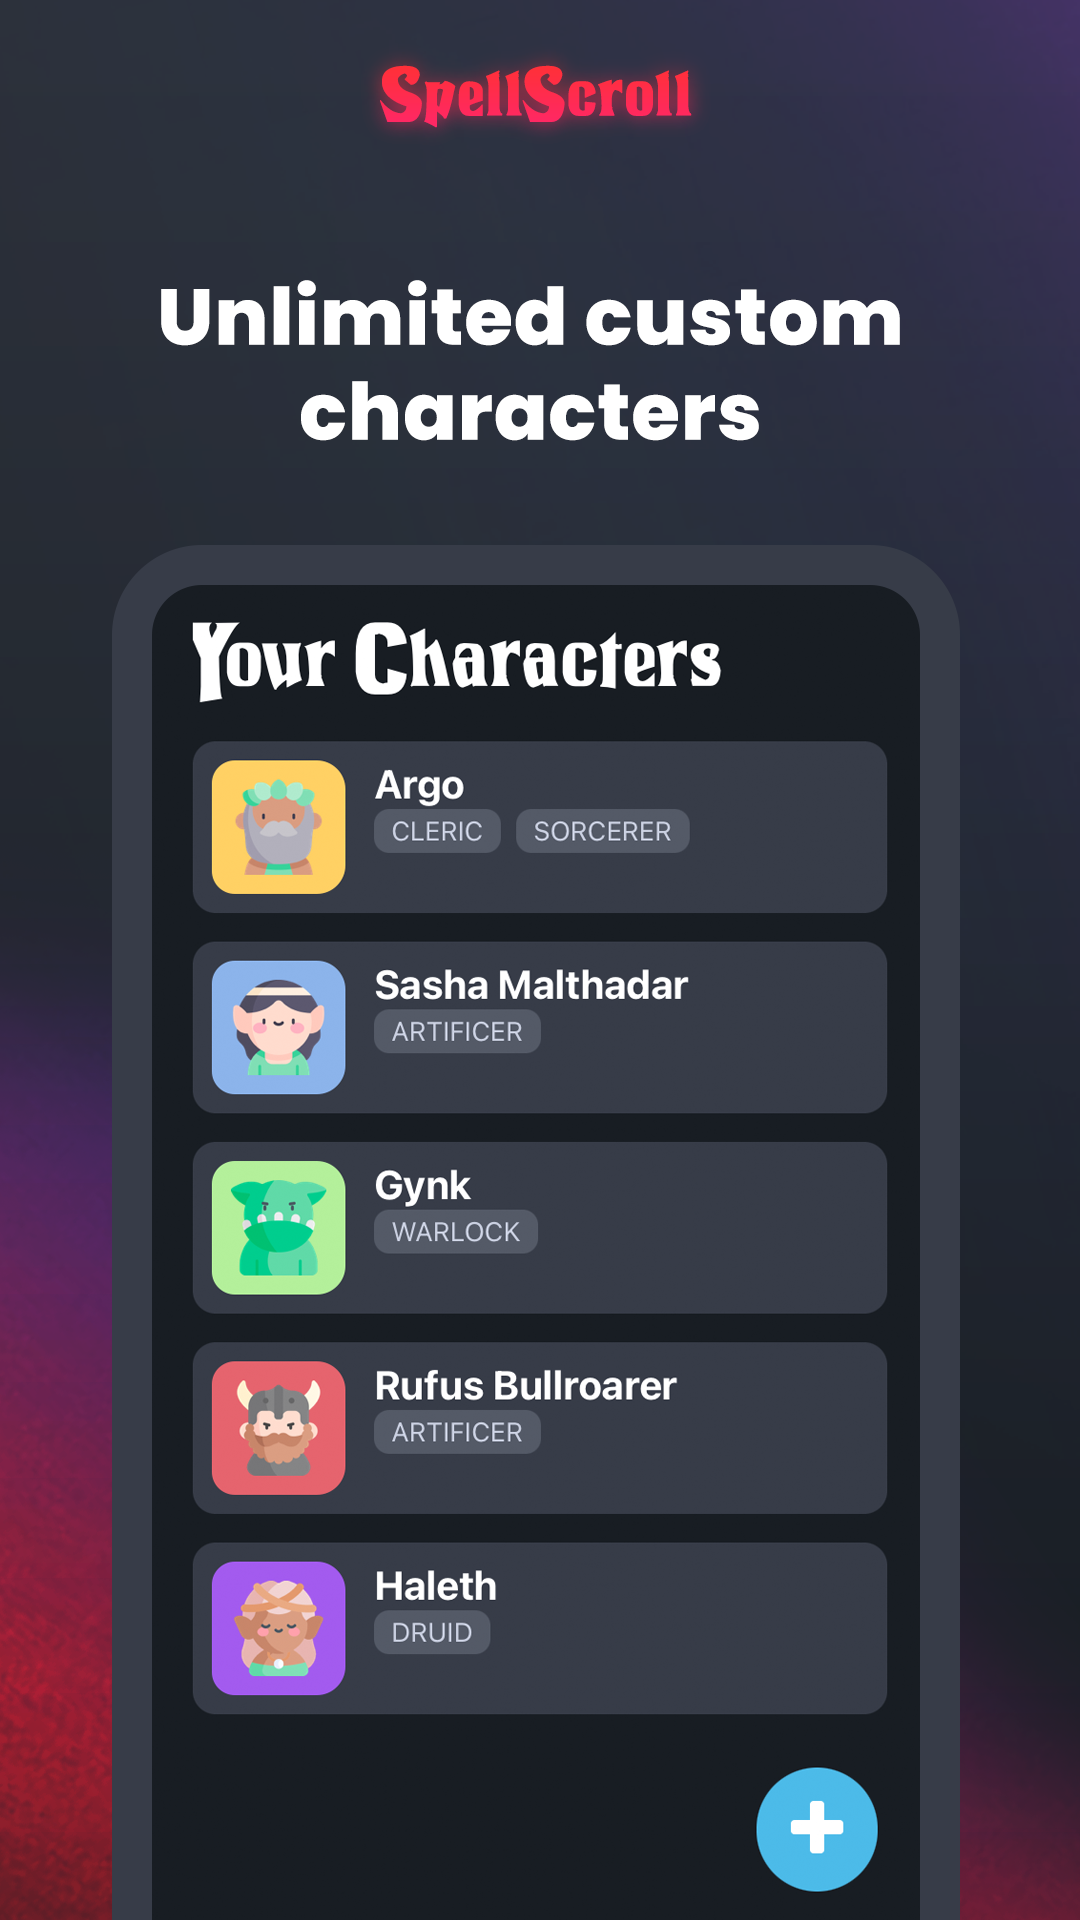 SpellScroll
Unlimited custom
characters
Your Characters
Argo
CLERIC SORCERER
Sasha Malthadar
ARTIFICER
Gynk
WARLOCK
Rufus Bullroarer
ARTIFICER
Haleth
DRUID